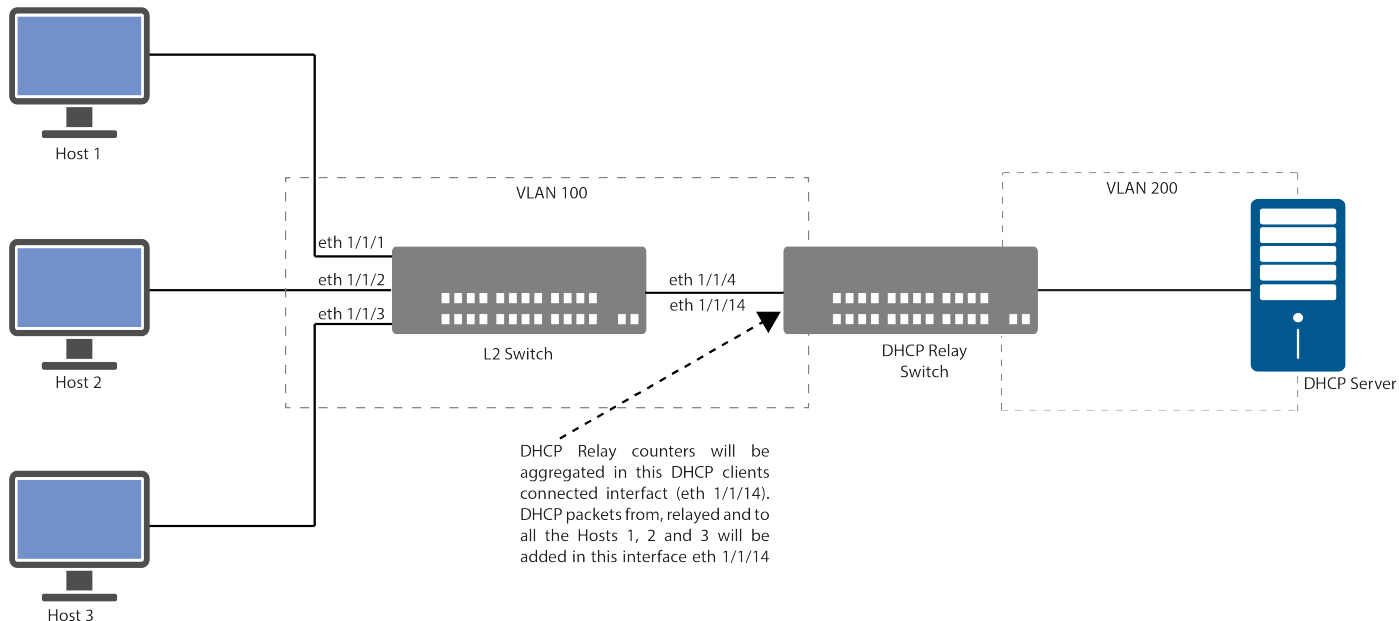 Host 1
VLAN 100
VLAN 200
eth 1/1/1
eth 1/1/2
eth 1/1/3
eth 1/1/4
eth 1/1/14
L2 Switch
DHCP Relay
Switch
DHCP Server
Host 2
DHCP Relay counters will be
aggregated in this DHCP clients
connected interfact (eth 1/1/14).
DHCP packets from, relayed and to
all the Hosts 1, 2 and 3 will be
added in this interface eth 1/1/14
Host 3